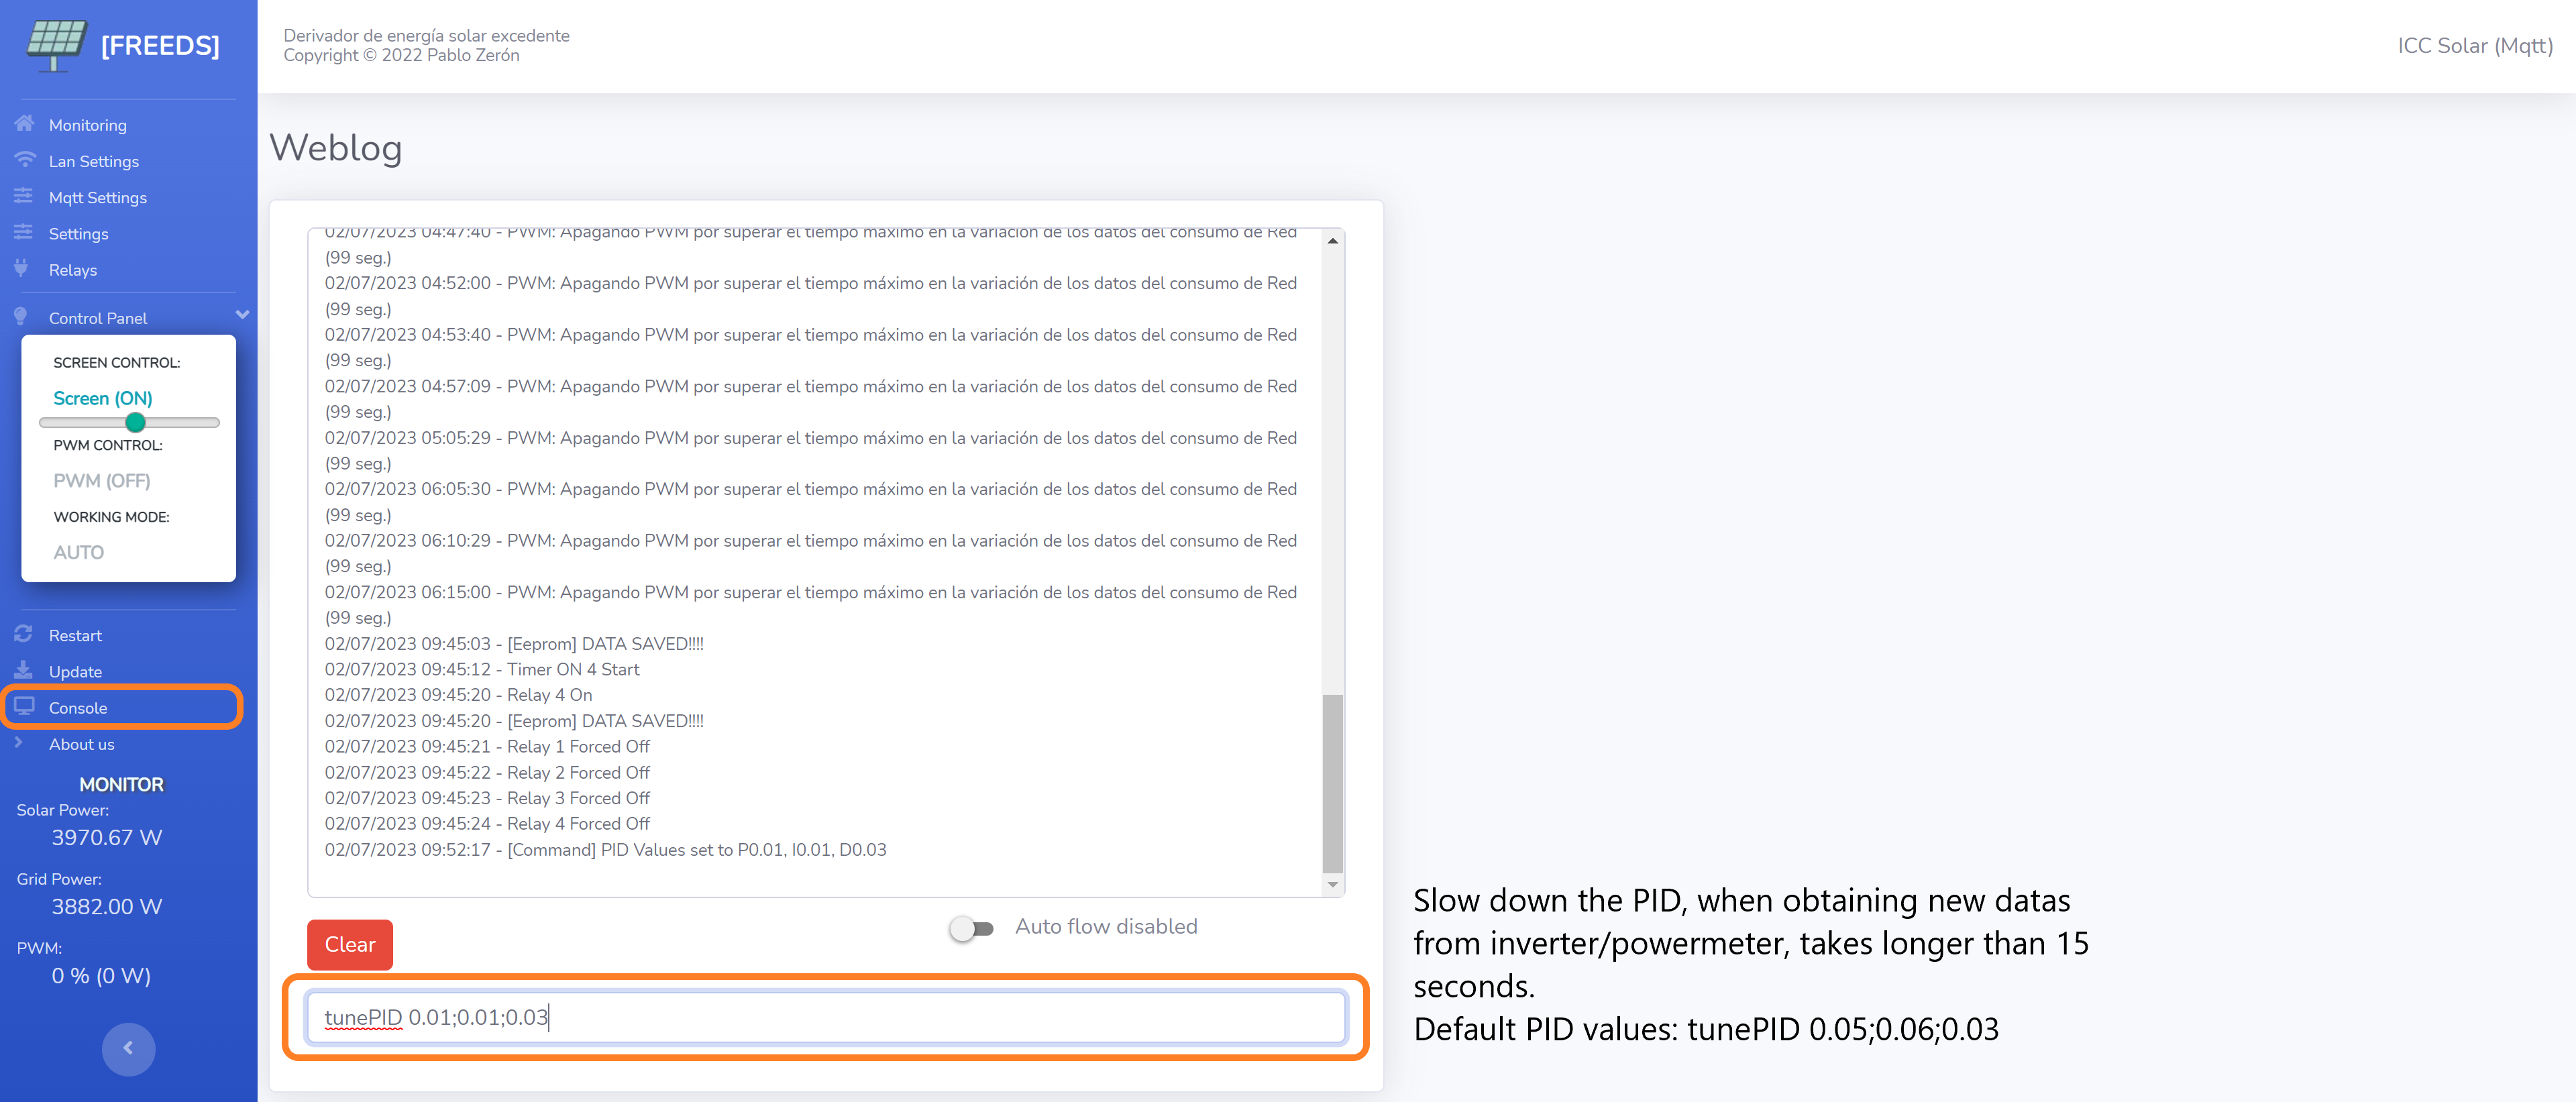 [FREEDS]
Derivador de energía solar excedente
Copyright © 2022 Pablo Zerón
ICC Solar (Mqtt)
Monitoring
Lan Settings
Mqtt Settings
Settings
Relays
Control Panel
SCREEN CONTROL:
Screen (ON)
PWM CONTROL:
PWM (OFF)
WORKING MODE:
AUTO
Restart
Update
Console
About us
MONITOR
Solar Power:
3970.67 W
Grid Power:
3882.00 W
PWM:
0 % (0 W)
Weblog
02/07/2023 04:47:40 - PWM: Apagando PWM por superar el tiempo máximo en la variación de los datos del consumo de Red
(99 seg.)
02/07/2023 04:52:00 - PWM: Apagando PWM por superar el tiempo máximo en la variación de los datos del consumo de Red
(99 seg.)
02/07/2023 04:53:40 - PWM: Apagando PWM por superar el tiempo máximo en la variación de los datos del consumo de Red
(99 seg.)
02/07/2023 04:57:09 - PWM: Apagando PWM por superar el tiempo máximo en la variación de los datos del consumo de Red
(99 seg.)
02/07/2023 05:05:29 - PWM: Apagando PWM por superar el tiempo máximo en la variación de los datos del consumo de Red
(99 seg.)
02/07/2023 06:05:30 - PWM: Apagando PWM por superar el tiempo máximo en la variación de los datos del consumo de Red
(99 seg.)
02/07/2023 06:10:29 - PWM: Apagando PWM por superar el tiempo máximo en la variación de los datos del consumo de Red
(99 seg.)
02/07/2023 06:15:00 - PWM: Apagando PWM por superar el tiempo máximo en la variación de los datos del consumo de Red
(99 seg.)
02/07/2023 09:45:03 - [Eeprom] DATA SAVED!!!!
02/07/2023 09:45:12 - Timer ON 4 Start
02/07/2023 09:45:20 - Relay 4 On
02/07/2023 09:45:20 - [Eeprom] DATA SAVED!!!!
02/07/2023 09:45:21 - Relay 1 Forced Off
02/07/2023 09:45:22 - Relay 2 Forced Off
02/07/2023 09:45:23 - Relay 3 Forced Off
02/07/2023 09:45:24 - Relay 4 Forced Off
02/07/2023 09:52:17 - [Command] PID Values set to P0.01, I0.01, D0.03
Clear
Auto flow disabled
tunePID 0.01;0.01;0.03
Slow down the PID, when obtaining new datas
from inverter/powermeter, takes longer than 15
seconds.
Default PID values: tunePID 0.05;0.06;0.03